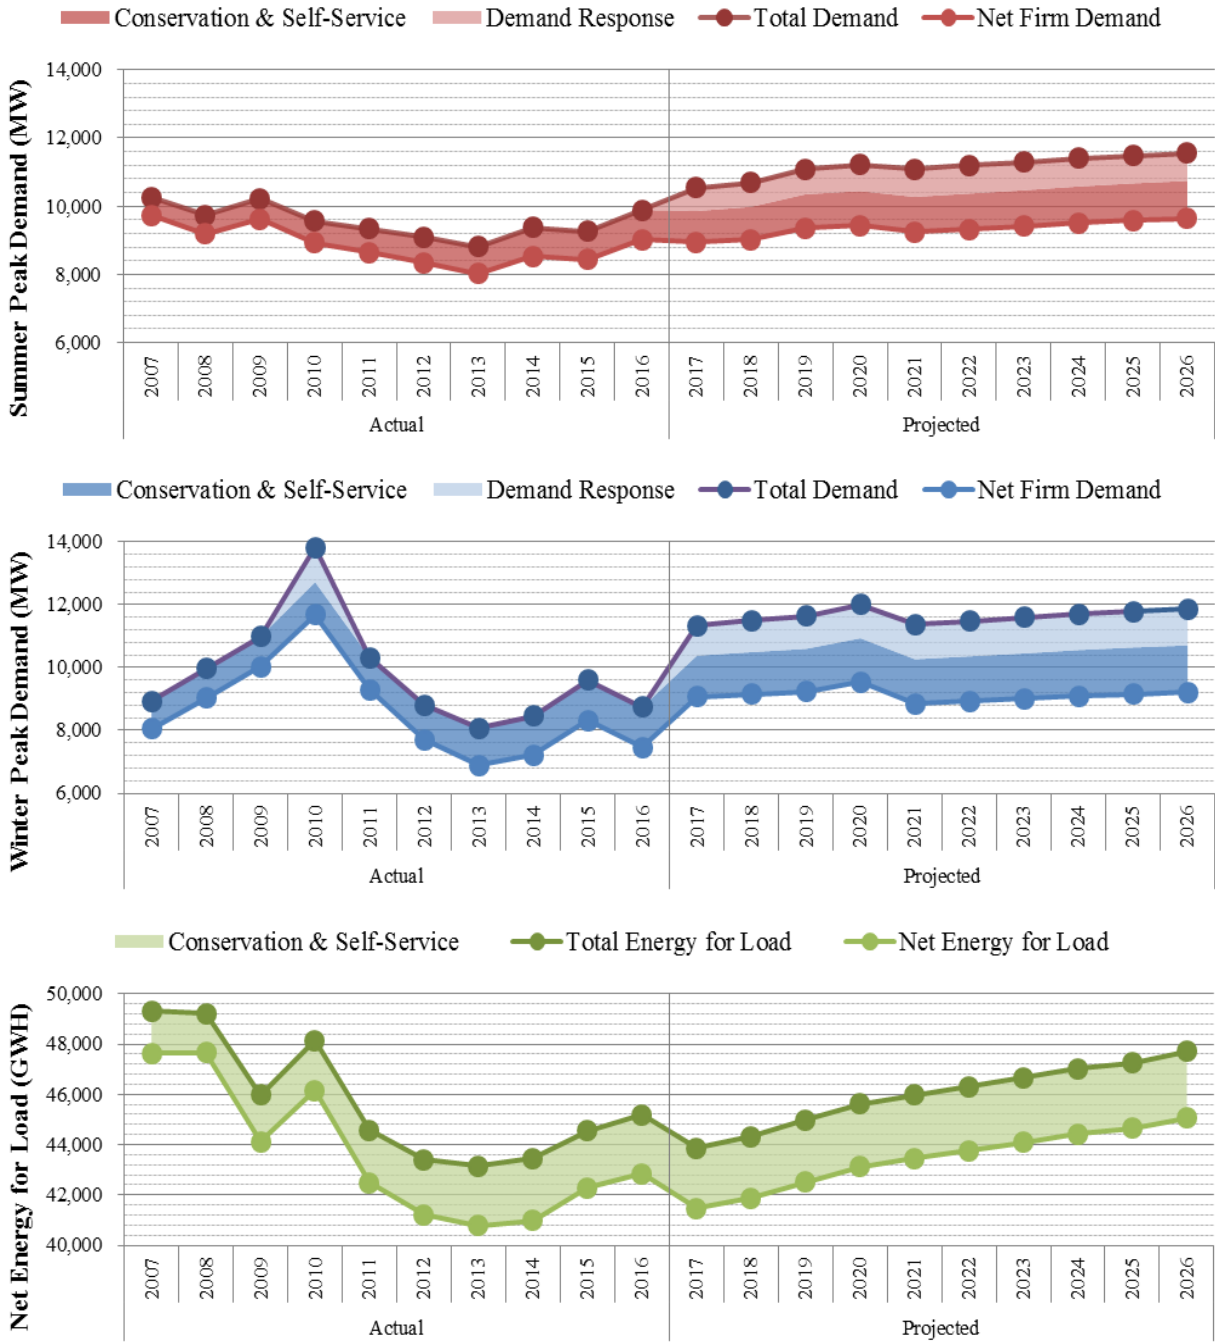 Conservation & Self-Service Demand Response Total Demand Net Firm Demand
Summer Peak Demand (MW)
14,000
12,000
10,000
8,000
6,000
2007 2008 2009 2010 2011 2012 2013 2014 2015 2016 2017 2018 2019 2020 2021 2022 2023 2024 2025 2026
Actual Projected
Conservation & Self-Service Demand Response Total Demand Net Firm Demand
Winter Peak Demand (MW)
14,000
12,000
10,000
8,000
6,000
2007 2008 2009 2010 2011 2012 2013 2014 2015 2016 2017 2018 2019 2020 2021 2022 2023 2024 2025 2026
Actual Projected
Conservation & Self-Service Total Energy for Load Net Energy for Load
Net Energy for Load (GWH)
50,000
48,000
46,000
44,000
42,000
40,000
2007 2008 2009 2010 2011 2012 2013 2014 2015 2016 2017 2018 2019 2020 2021 2022 2023 2024 2025 2026
Actual Projected